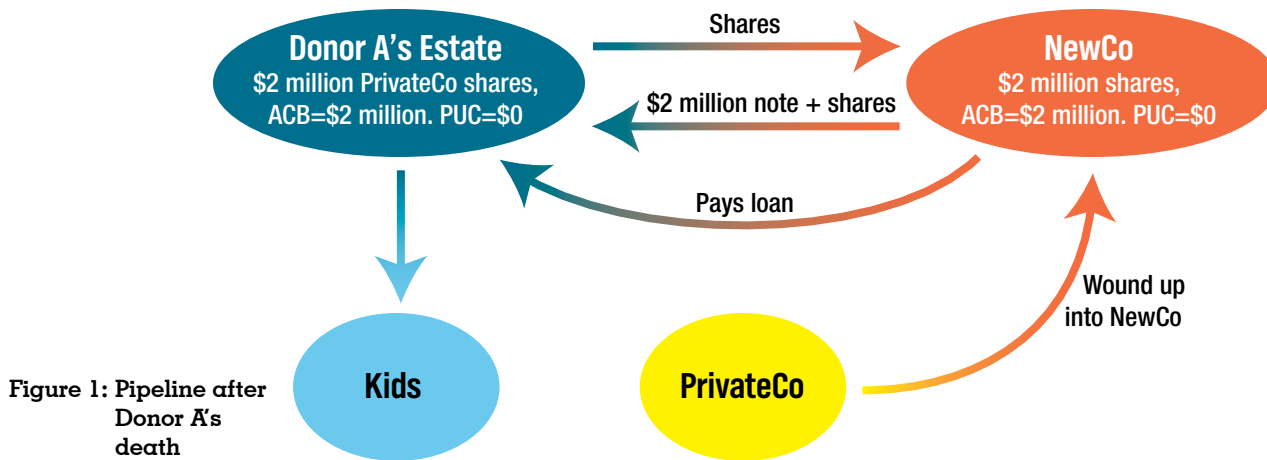 Donor A's Estate
$2 million PrivateCo shares,
ACB=$2 million. PUC=$0
Shares
NewCo
$2 million shares,
ACB=$2 million. PUC=$0
$2 million note + shares
Pays loan
Wound up
into NewCo
Kids
PrivateCo
Figure 1: Pipeline after
Donor A's
death